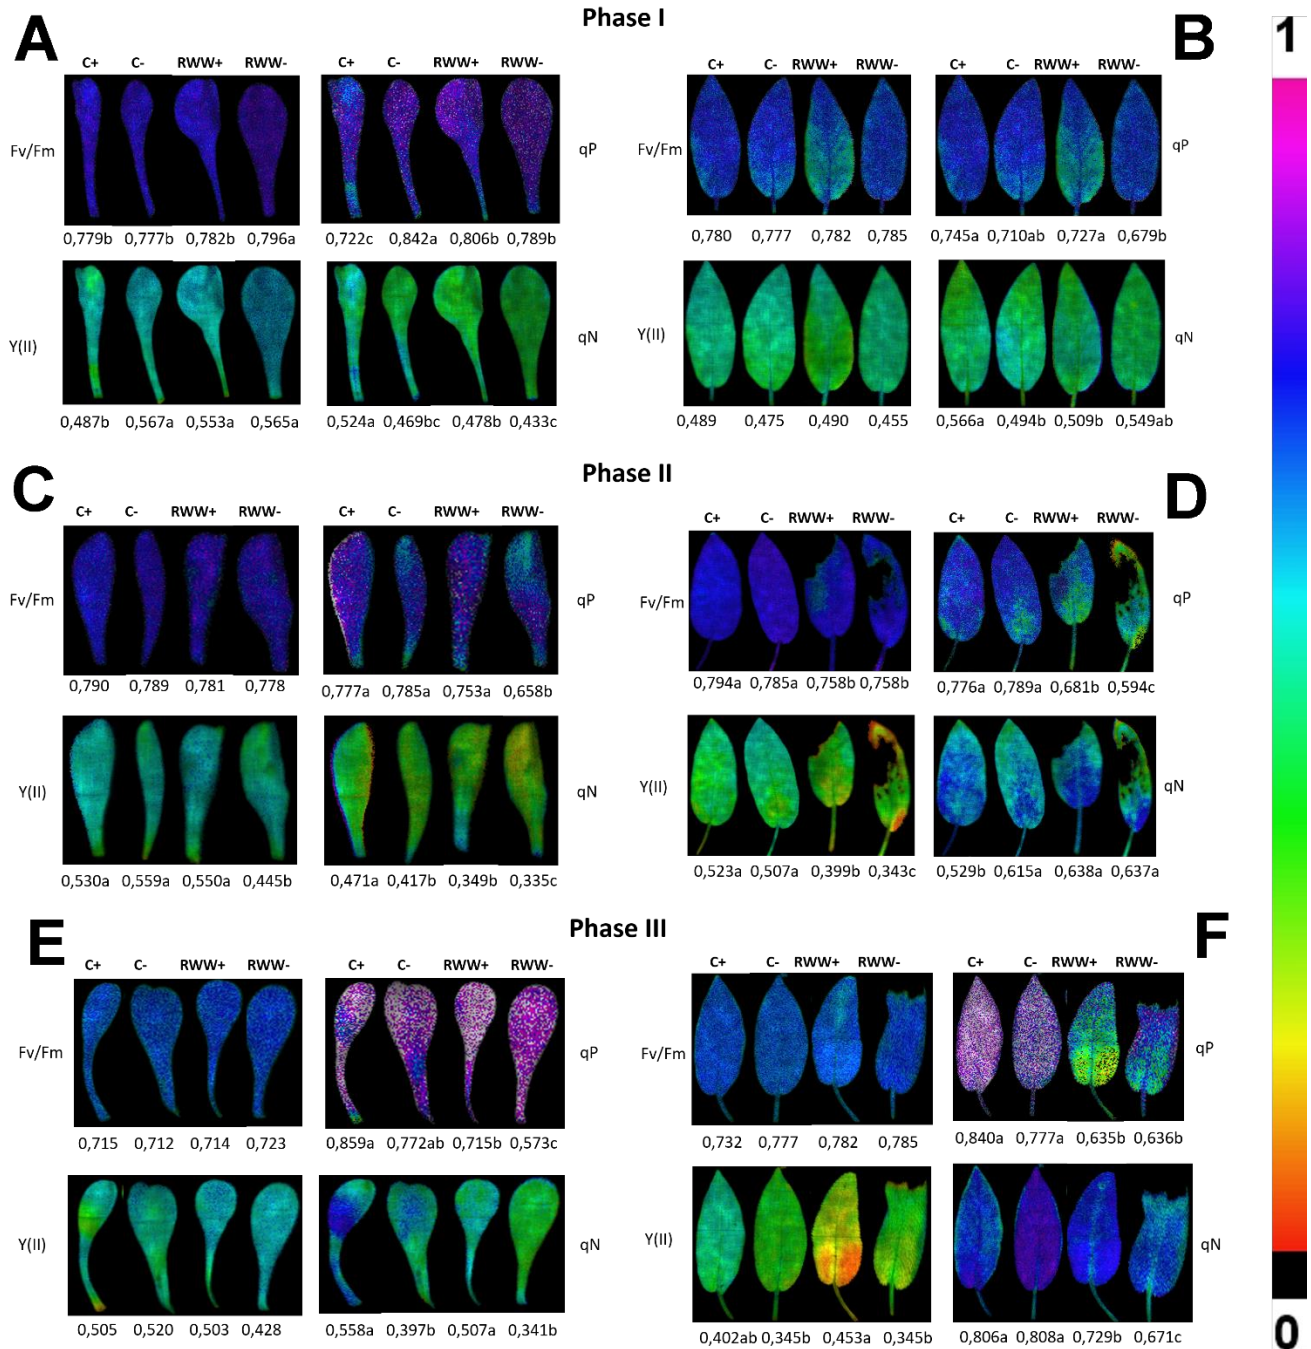 Phase I
A
C+ C- RWW+ RWW-
C+ C- RWW+ RWW-
Fv/Fm
qP
0,779b 0,777b 0,782b 0,796a
0,722c 0,842a 0,806b 0,789b
Y(II)
qN
0,487b 0,567a 0,553a 0,565a
0,524a 0,469bc 0,478b 0,433c
B
C+ C- RWW+ RWW-
C+ C- RWW+ RWW-
Fv/Fm
qP
0,780 0,777 0,782 0,785
0,745a 0,710ab 0,727a 0,679b
Y(II)
qN
0,489 0,475 0,490 0,455
0,566a 0,494b 0,509b 0,549ab
Phase II
C
C+ C- RWW+ RWW-
C+ C- RWW+ RWW-
Fv/Fm
qP
0,790 0,789 0,781 0,778
0,777a 0,785a 0,753a 0,658b
Y(II)
qN
0,530a 0,559a 0,550a 0,445b
0,471a 0,417b 0,349b 0,335c
D
C+ C- RWW+ RWW-
C+ C- RWW+ RWW-
Fv/Fm
qP
0,794a 0,785a 0,758b 0,758b
0,776a 0,789a 0,681b 0,594c
Y(II)
qN
0,523a 0,507a 0,399b 0,343c
0,529b 0,615a 0,638a 0,637a
Phase III
E
C+ C- RWW+ RWW-
C+ C- RWW+ RWW-
Fv/Fm
qP
0,715 0,712 0,714 0,723
0,859a 0,772ab 0,715b 0,573c
Y(II)
qN
0,505 0,520 0,503 0,428
0,558a 0,397b 0,507a 0,341b
F
C+ C- RWW+ RWW-
C+ C- RWW+ RWW-
Fv/Fm
qP
0,732 0,777 0,782 0,785
0,840a 0,777a 0,635b 0,636b
Y(II)
qN
0,402ab 0,345b 0,453a 0,345b
0,806a 0,808a 0,729b 0,671c
1
0